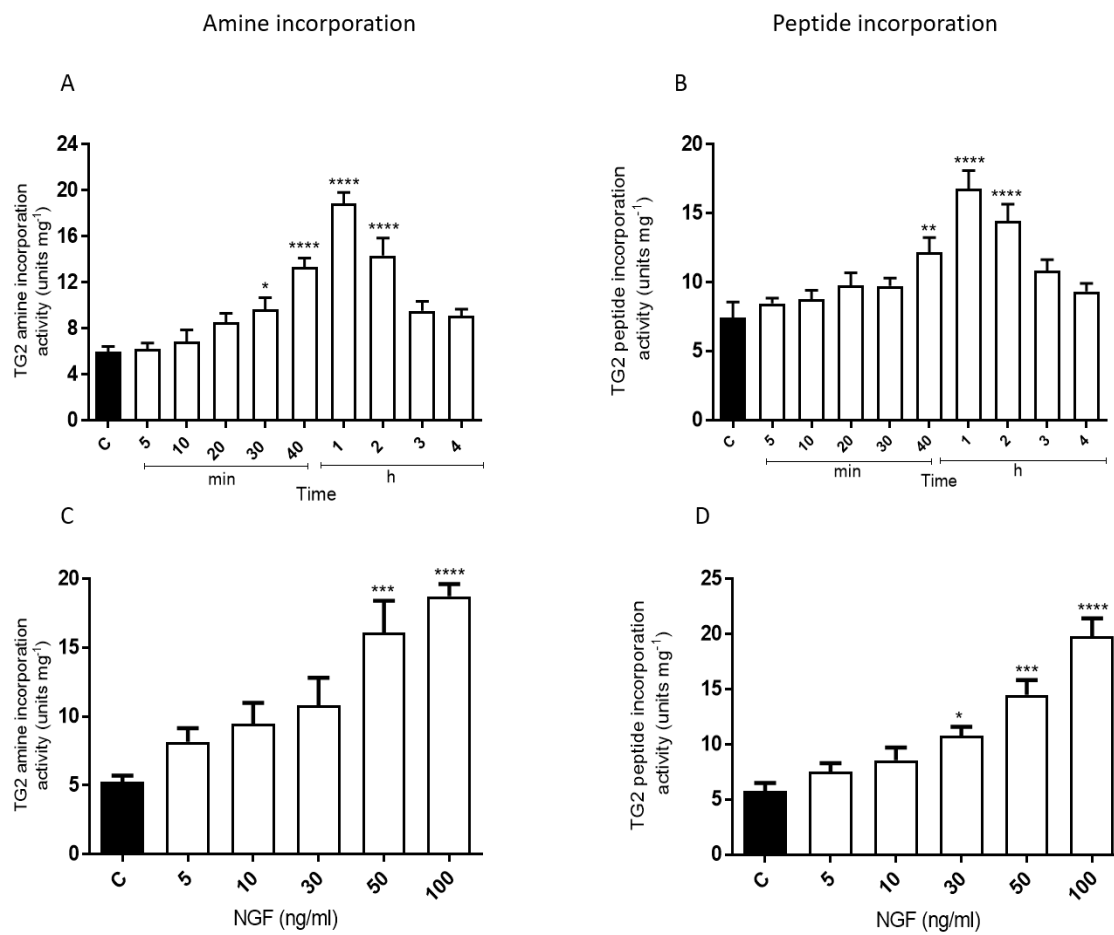 Amine incorporation
Peptide incorporation
A
TG2 amine incorporation
activity (units mg⁻¹)
24
20
16
12
8
4
0
*
****
****
****
C
5
10
20
30
40
1
2
3
4
min
h
Time
B
TG2 peptide incorporation
activity (units mg⁻¹)
20
15
10
5
0
**
****
****
C
5
10
20
30
40
1
2
3
4
min
h
Time
C
TG2 amine incorporation
activity (units mg⁻¹)
20
15
10
5
0
***
****
C
5
10
30
50
100
NGF (ng/ml)
D
TG2 peptide incorporation
activity (units mg⁻¹)
25
20
15
10
5
0
*
***
****
C
5
10
30
50
100
NGF (ng/ml)